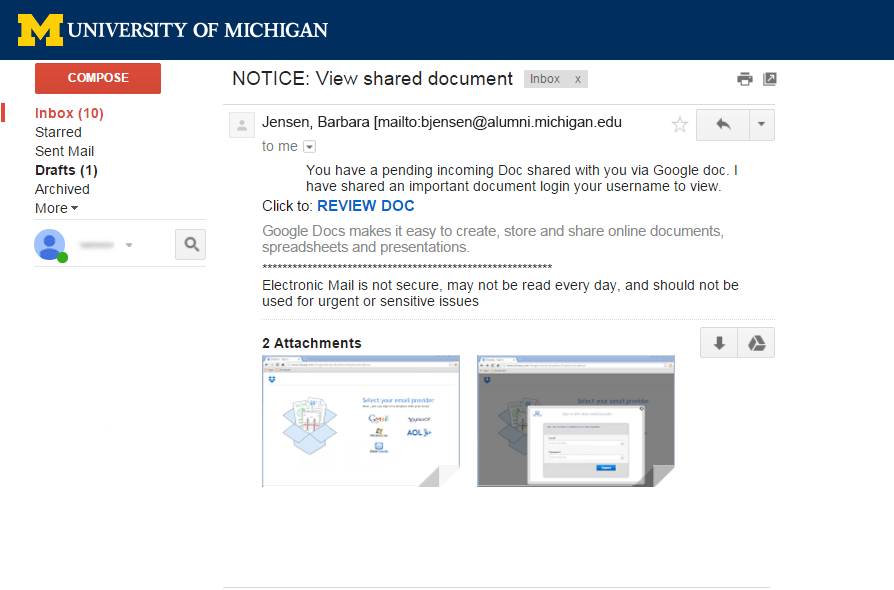 UNIVERSITY OF MICHIGAN
COMPOSE
Inbox (10)
Starred
Sent Mail
Drafts (1)
Archived
More
NOTICE: View shared document
Inbox x
Jensen, Barbara [mailto:bjensen@alumni.michigan.edu
to me
You have a pending incoming Doc shared with you via Google doc. I
have shared an important document login your username to view.
Click to: REVIEW DOC
Google Docs makes it easy to create, store and share online documents,
spreadsheets and presentations.
**********************************************************
Electronic Mail is not secure, may not be read every day, and should not be
used for urgent or sensitive issues
2 Attachments
Select your email provider
Gmail YAHOO!
AOL
Select your email provider